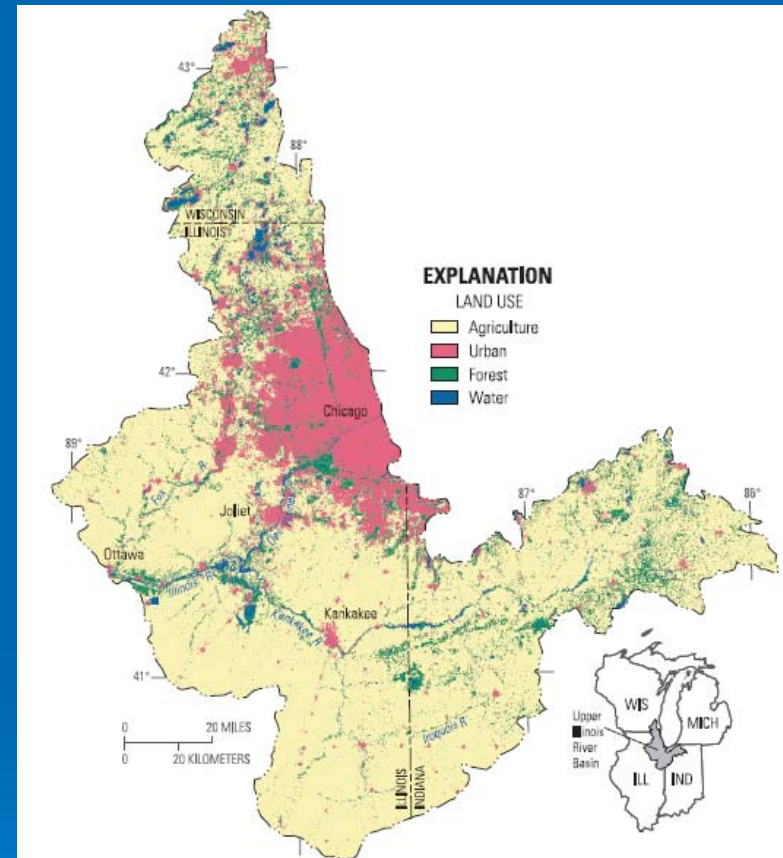 43°
88°
WISCONSIN
ILLINOIS
EXPLANATION
LAND USE
Agriculture
Urban
Forest
Water
42°
Chicago
89°
87°
86°
Fox R
Joliet
Ottawa
Illinois R
Kankakee
Kankakee R
41°
Iroquois R
0 20 MILES
0 20 KILOMETERS
ILLINOIS
INDIANA
WIS
MICH
Upper
Illinois
River
Basin
ILL
IND